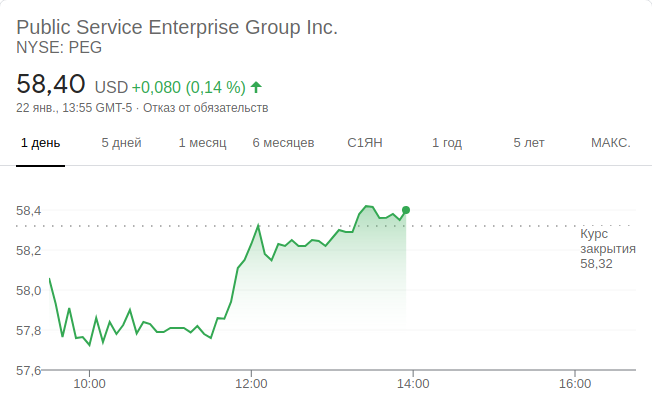 Public Service Enterprise Group Inc.
NYSE: PEG
58,40 USD +0,080 (0,14 %)
22 янв., 13:55 GMT-5 · Отказ от обязательств
1 день 5 дней 1 месяц 6 месяцев С1ЯН 1 год 5 лет МАКС.
58,4
58,2
58,0
57,8
57,6
Курс
закрытия
58,32
10:00 12:00 14:00 16:00